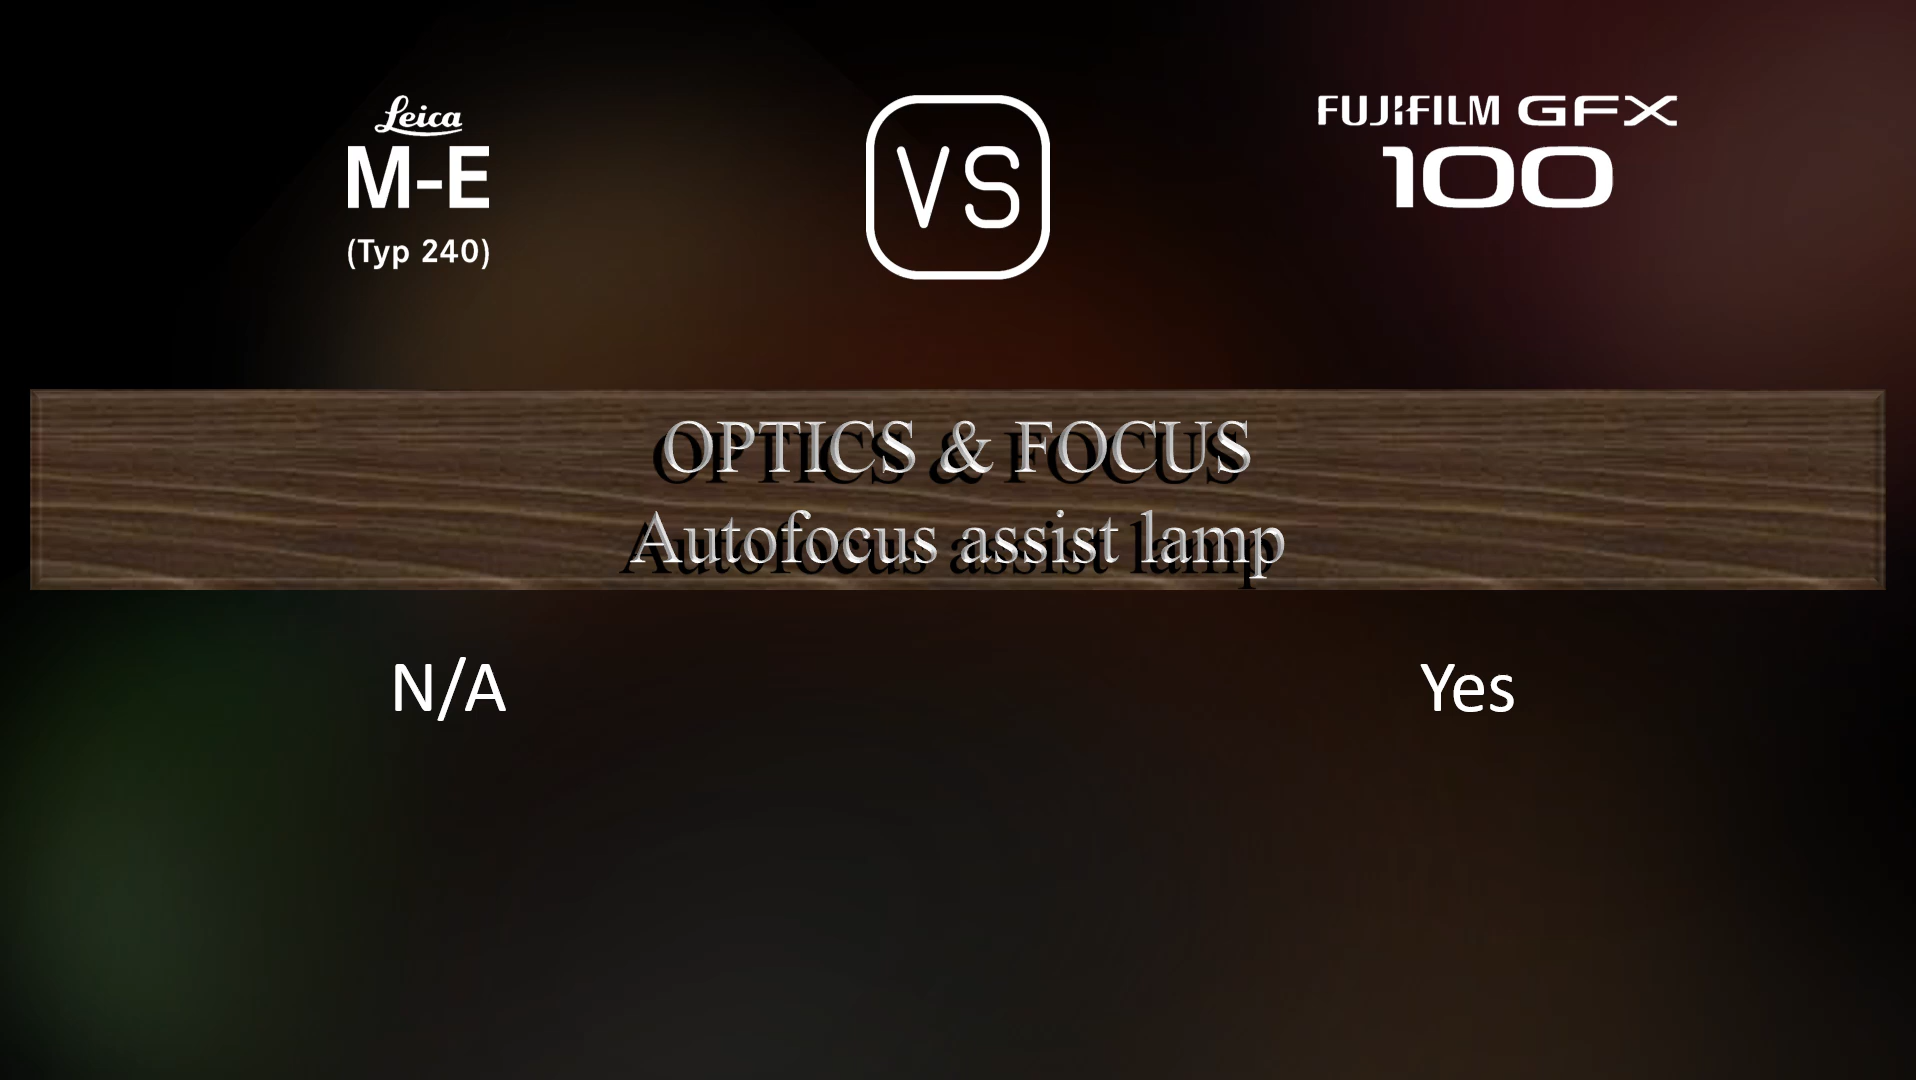 Leica
M-E
(Typ 240)
VS
FUJIFILM GFX
100
OPTICS & FOCUS
Autofocus assist lamp
N/A
Yes